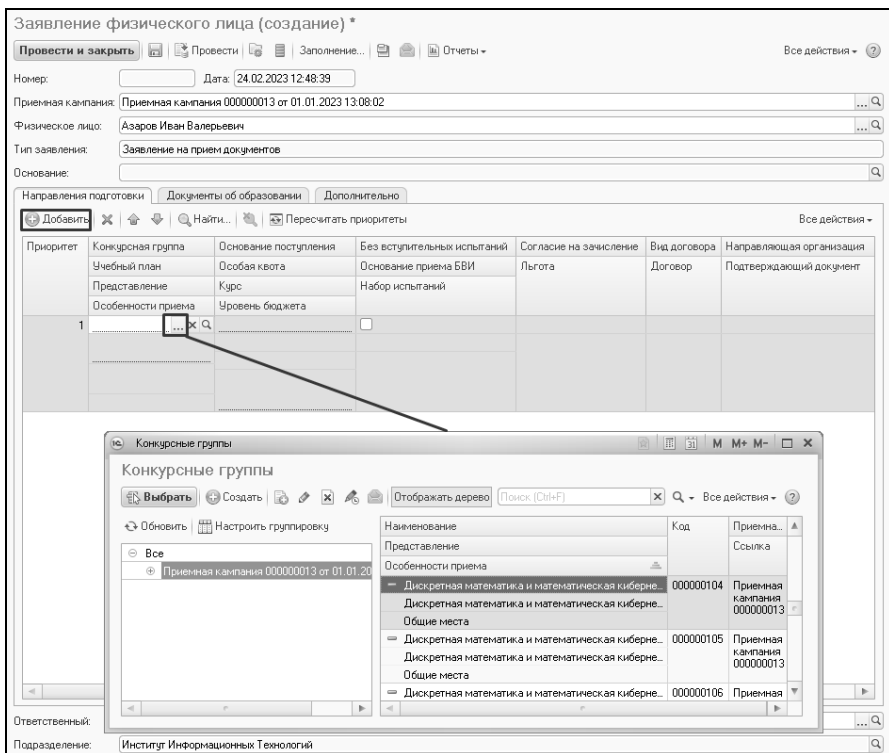 Заявление физического лица (создание) *
Провести и закрыть Провести Заполнение... Отчеты Все действия ?
Номер: Дата: 24.02.2023 12:48:39
Приемная кампания: Приемная кампания 000000013 от 01.01.2023 13:08:02 ...
Физическое лицо: Азаров Иван Валерьевич ...
Тип заявления: Заявление на прием документов
Основание:
Направления подготовки Документы об образовании Дополнительно
Добавить Найти... Пересчитать приоритеты Все действия
Приоритет Конкурсная группа Основание поступления Без вступительных испытаний Согласие на зачисление Вид договора Направляющая организация
Учебный план Особая квота Основание приема БВИ Льгота Договор Подтверждающий документ
Представление Курс Набор испытаний
Особенности приема Уровень бюджета
1 ... x
1С Конкурсные группы 31 M M+ M-
Конкурсные группы
Выбрать Создать Отображать дерево Поиск (Ctrl+F) Все действия ?
Обновить Настроить группировку Наименование Код Приемна...
Представление Ссылка
Все Особенности приема
Приемная кампания 000000013 от 01.01.20
Дискретная математика и математическая киберне... 000000104 Приемная
Дискретная математика и математическая киберне... кампания
Общие места 000000013
Дискретная математика и математическая киберне... 000000105 Приемная
Дискретная математика и математическая киберне... кампания
Общие места 000000013
Дискретная математика и математическая киберне... 000000106 Приемная
Ответственный: ...
Подразделение: Институт Информационных Технологий